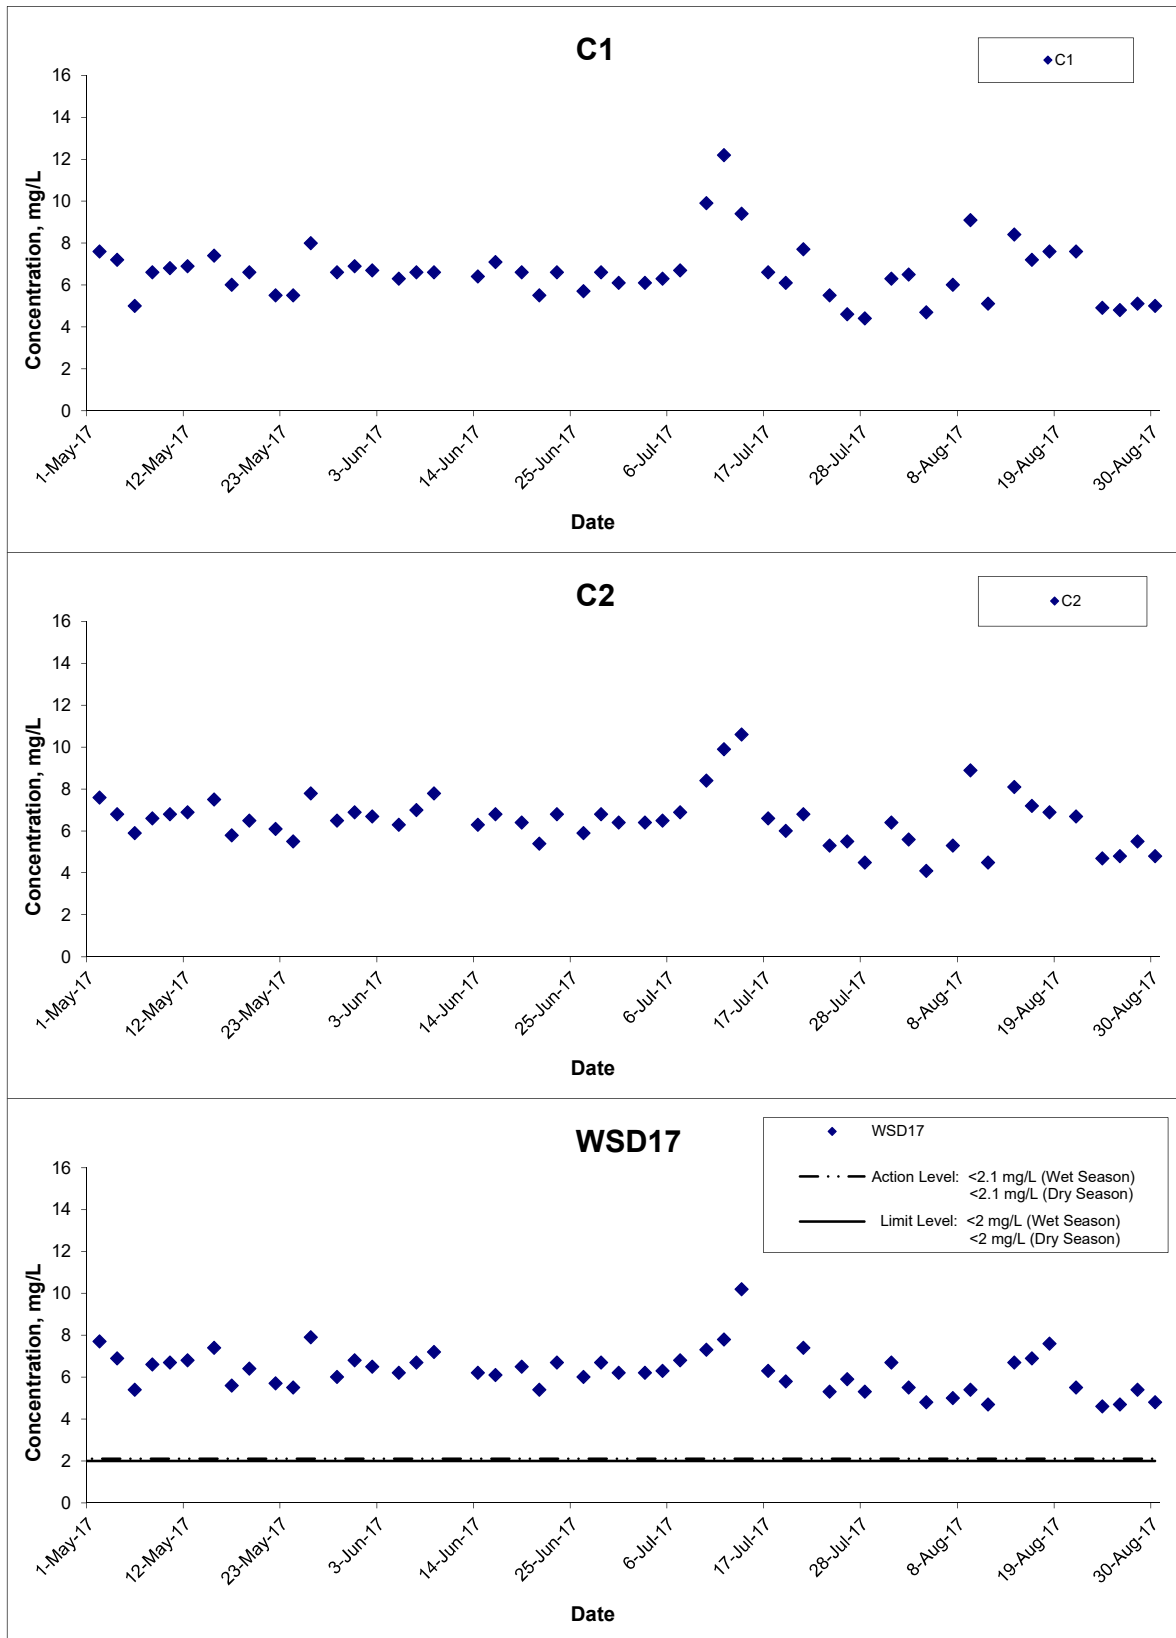 C1
C1
16
14
12
10
8
6
4
2
0
Concentration, mg/L
1-May-17
12-May-17
23-May-17
3-Jun-17
14-Jun-17
25-Jun-17
6-Jul-17
17-Jul-17
28-Jul-17
8-Aug-17
19-Aug-17
30-Aug-17
Date
C2
C2
16
14
12
10
8
6
4
2
0
Concentration, mg/L
1-May-17
12-May-17
23-May-17
3-Jun-17
14-Jun-17
25-Jun-17
6-Jul-17
17-Jul-17
28-Jul-17
8-Aug-17
19-Aug-17
30-Aug-17
Date
WSD17
WSD17
Action Level: <2.1 mg/L (Wet Season)
<2.1 mg/L (Dry Season)
Limit Level: <2 mg/L (Wet Season)
<2 mg/L (Dry Season)
16
14
12
10
8
6
4
2
0
Concentration, mg/L
1-May-17
12-May-17
23-May-17
3-Jun-17
14-Jun-17
25-Jun-17
6-Jul-17
17-Jul-17
28-Jul-17
8-Aug-17
19-Aug-17
30-Aug-17
Date